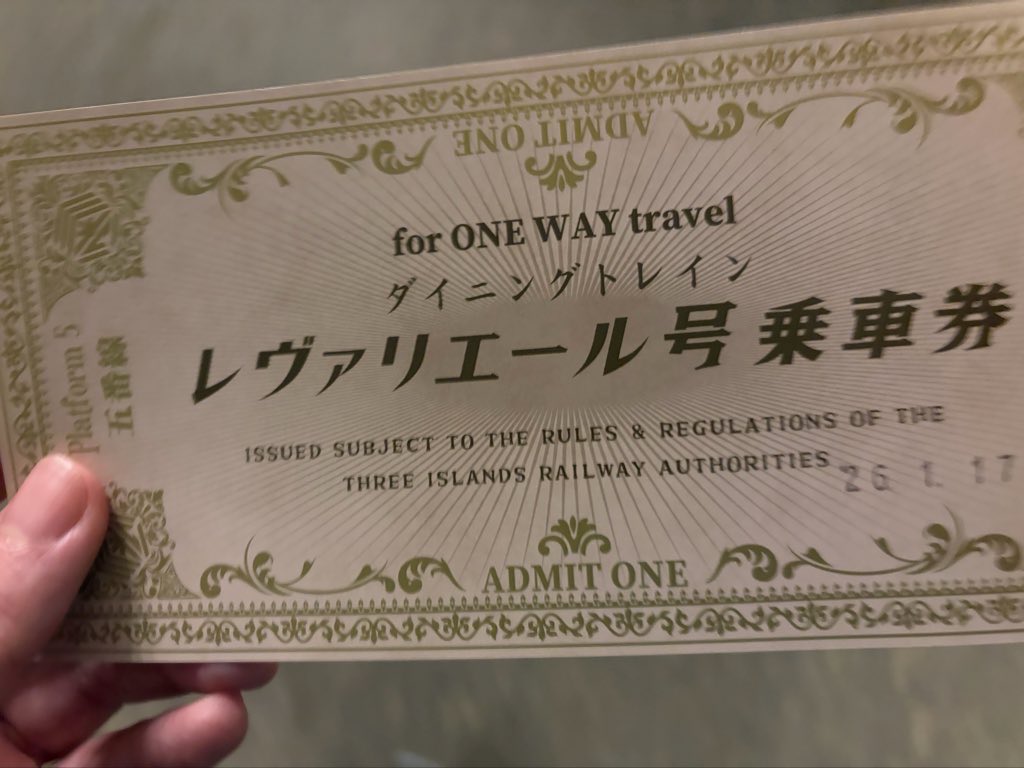 ADMIT ONE
for ONE WAY travel
ダイニングトレイン
レヴァリエール号 乗車券
Platform 5
五番線
ISSUED SUBJECT TO THE RULES & REGULATIONS OF THE
THREE ISLANDS RAILWAY AUTHORITIES
26 1. 17
ADMIT ONE